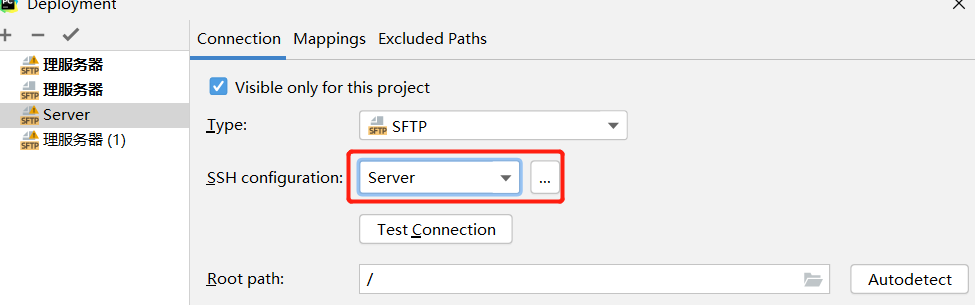 PC
Deployment
理服务器
理服务器
Server
理服务器 (1)
SFTP
SFTP
SFTP
SFTP
Connection Mappings Excluded Paths
Visible only for this project
Type: SFTP SFTP
SSH configuration: Server ...
Test Connection
Root path: / Autodetect